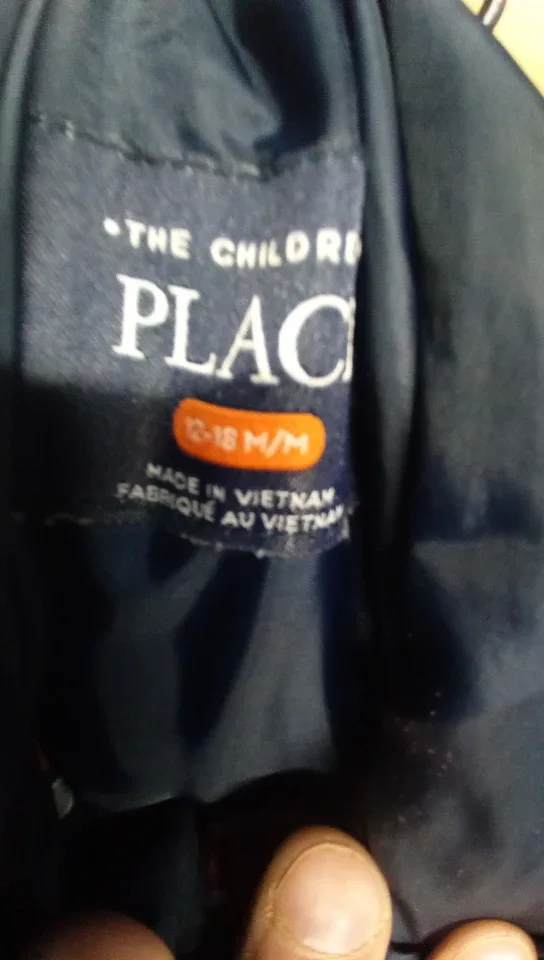 •THE CHILDRE
PLAC
12-18 M/M
MADE IN VIETNAM
FABRIQUÉ AU VIETNAM